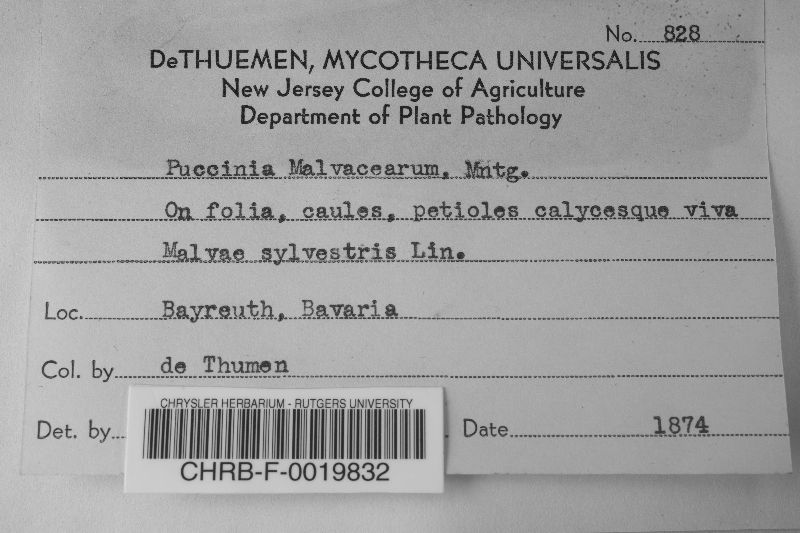 No. 828
DeTHUEMEN, MYCOTHECA UNIVERSALIS
New Jersey College of Agriculture
Department of Plant Pathology
Puccinia Malvacearum, Mntg.
On folia, caules, petioles calycesque viva
Malvae sylvestris Lin.
Loc. Bayreuth, Bavaria
Col. by de Thumen
Det. by Date 1874
CHRYSLER HERBARIUM - RUTGERS UNIVERSITY
CHRB-F-0019832